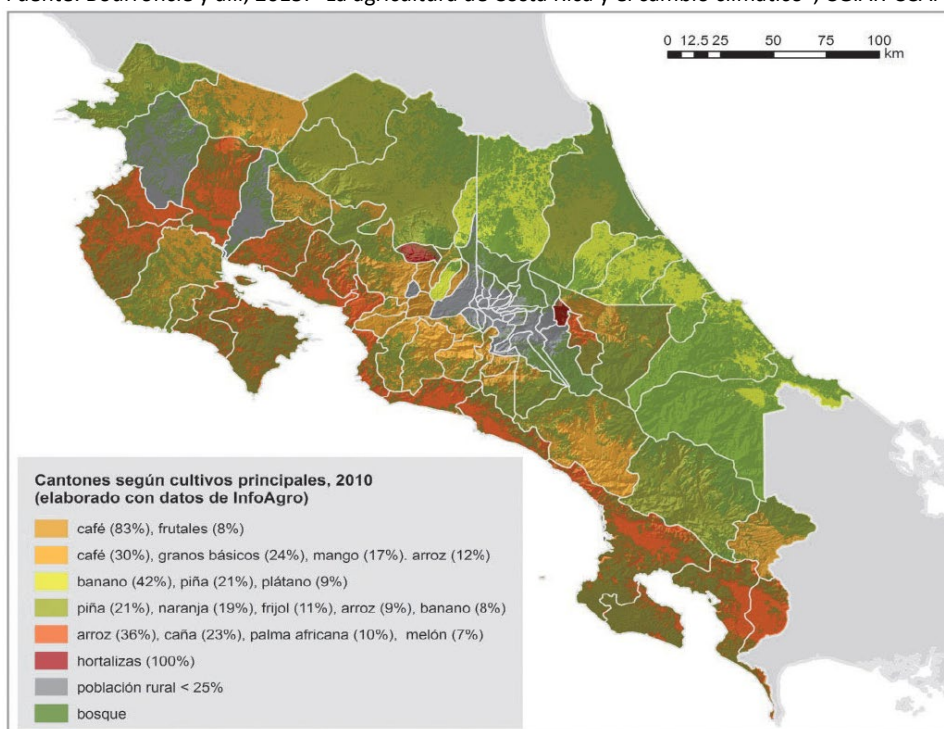 0 12.5 25 50 75 100
km
Cantones según cultivos principales, 2010
(elaborado con datos de InfoAgro)
café (83%), frutales (8%)
café (30%), granos básicos (24%), mango (17%). arroz (12%)
banano (42%), piña (21%), plátano (9%)
piña (21%), naranja (19%), frijol (11%), arroz (9%), banano (8%)
arroz (36%), caña (23%), palma africana (10%), melón (7%)
hortalizas (100%)
población rural < 25%
bosque